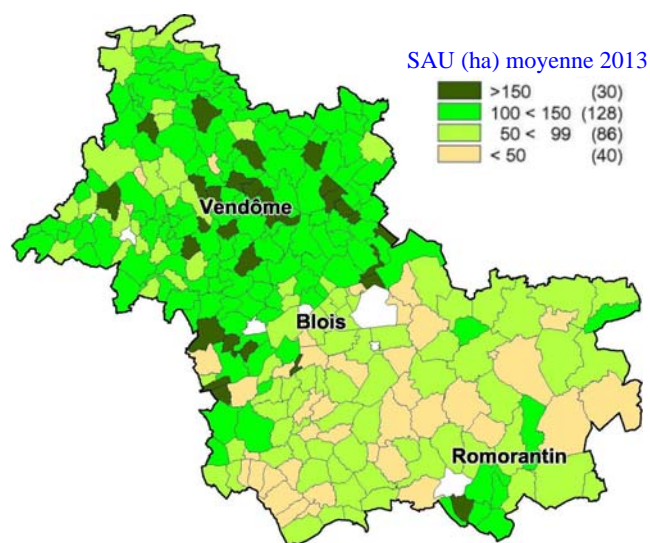 SAU (ha) moyenne 2013
>150 (30)
100 < 150 (128)
50 < 99 (86)
< 50 (40)
Vendôme
Blois
Romorantin